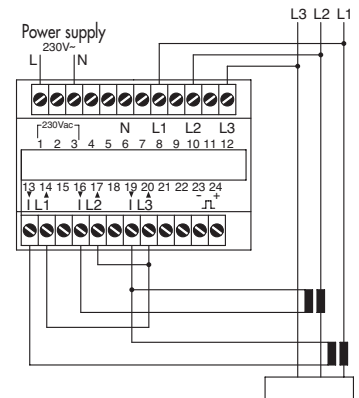 L3 L2 L1
Power supply
230V~
L N
N L1 L2 L3
230Vac
1 2 3 4 5 6 7 8 9 10 11 12
13 14 15 16 17 18 19 20 21 22 23 24
I L1 I L2 I L3 - +